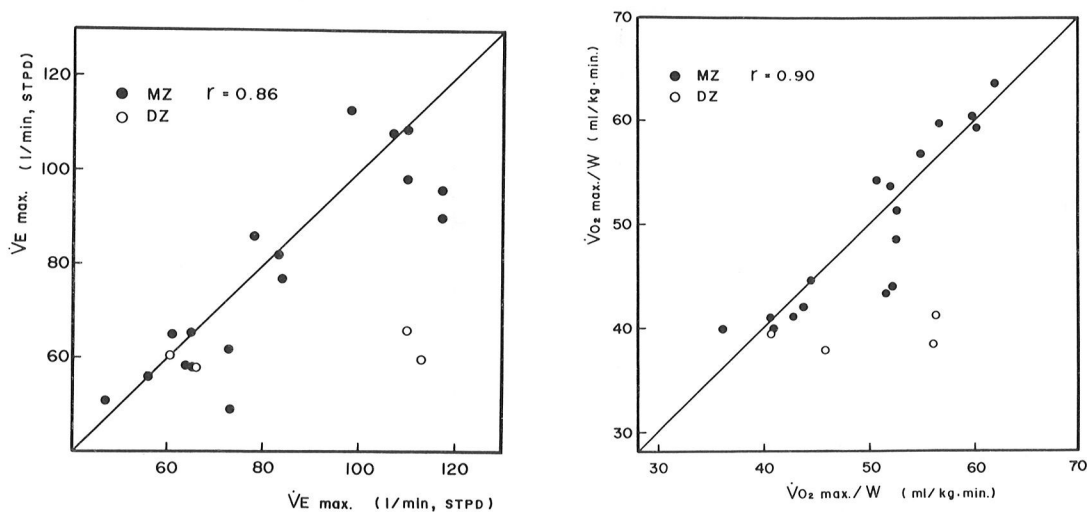 V̇E max. (l/min, STPD)
120
100
80
60
● MZ r = 0.86
○ DZ
60 80 100 120
V̇E max. (l/min, STPD)
V̇O₂ max./W (ml/kg·min.)
70
60
50
40
30
● MZ r = 0.90
○ DZ
30 40 50 60 70
V̇O₂ max./W (ml/kg·min.)